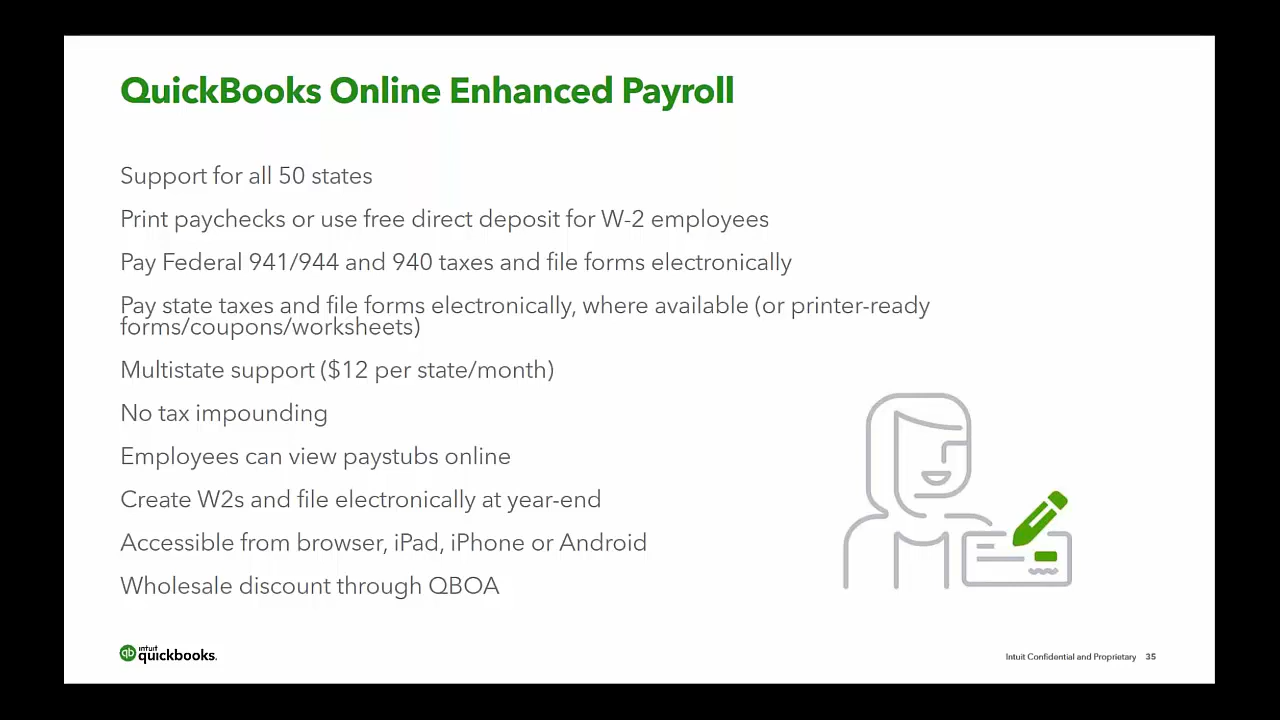 QuickBooks Online Enhanced Payroll
Support for all 50 states
Print paychecks or use free direct deposit for W-2 employees
Pay Federal 941/944 and 940 taxes and file forms electronically
Pay state taxes and file forms electronically, where available (or printer-ready
forms/coupons/worksheets)
Multistate support ($12 per state/month)
No tax impounding
Employees can view paystubs online
Create W2s and file electronically at year-end
Accessible from browser, iPad, iPhone or Android
Wholesale discount through QBOA
qb intuit quickbooks.
Intuit Confidential and Proprietary 35